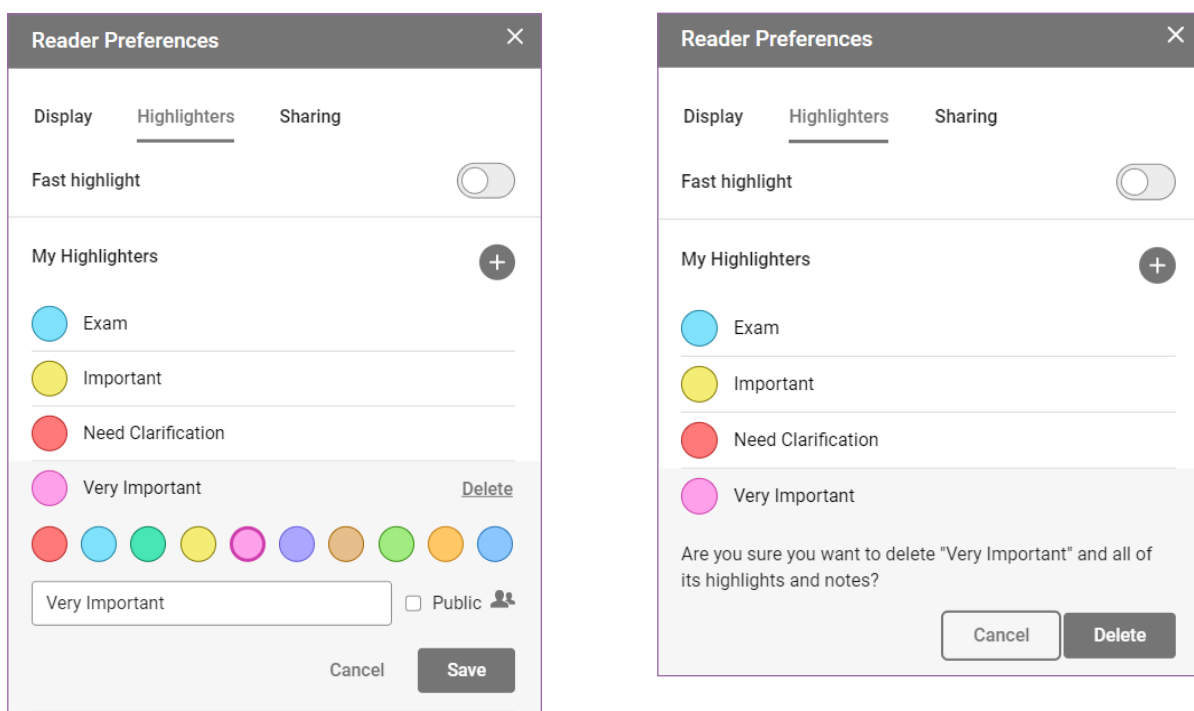 Reader Preferences
Display Highlighters Sharing
Fast highlight
My Highlighters
Exam
Important
Need Clarification
Very Important Delete
Very Important Public
Cancel Save
Reader Preferences
Display Highlighters Sharing
Fast highlight
My Highlighters
Exam
Important
Need Clarification
Very Important
Are you sure you want to delete "Very Important" and all of
its highlights and notes?
Cancel Delete